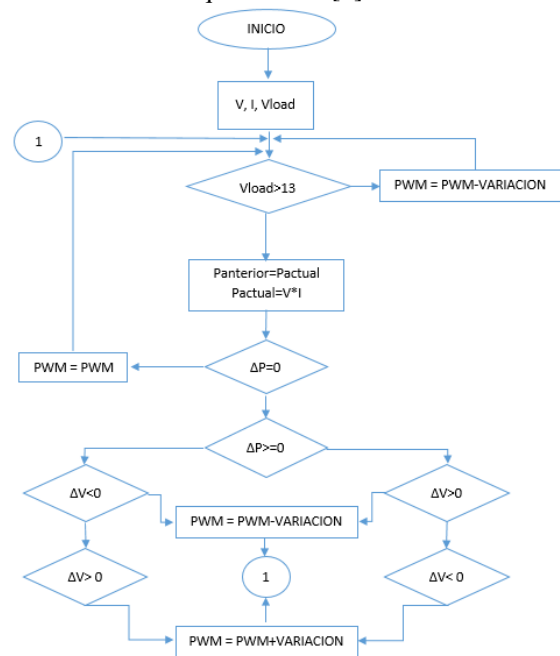 INICIO
V, I, Vload
1
Vload>13
PWM = PWM-VARIACION
Panterior=Pactual
Pactual=V*I
PWM = PWM
ΔP=0
ΔP>=0
ΔV<0
ΔV>0
PWM = PWM-VARIACION
ΔV> 0
1
ΔV< 0
PWM = PWM+VARIACION